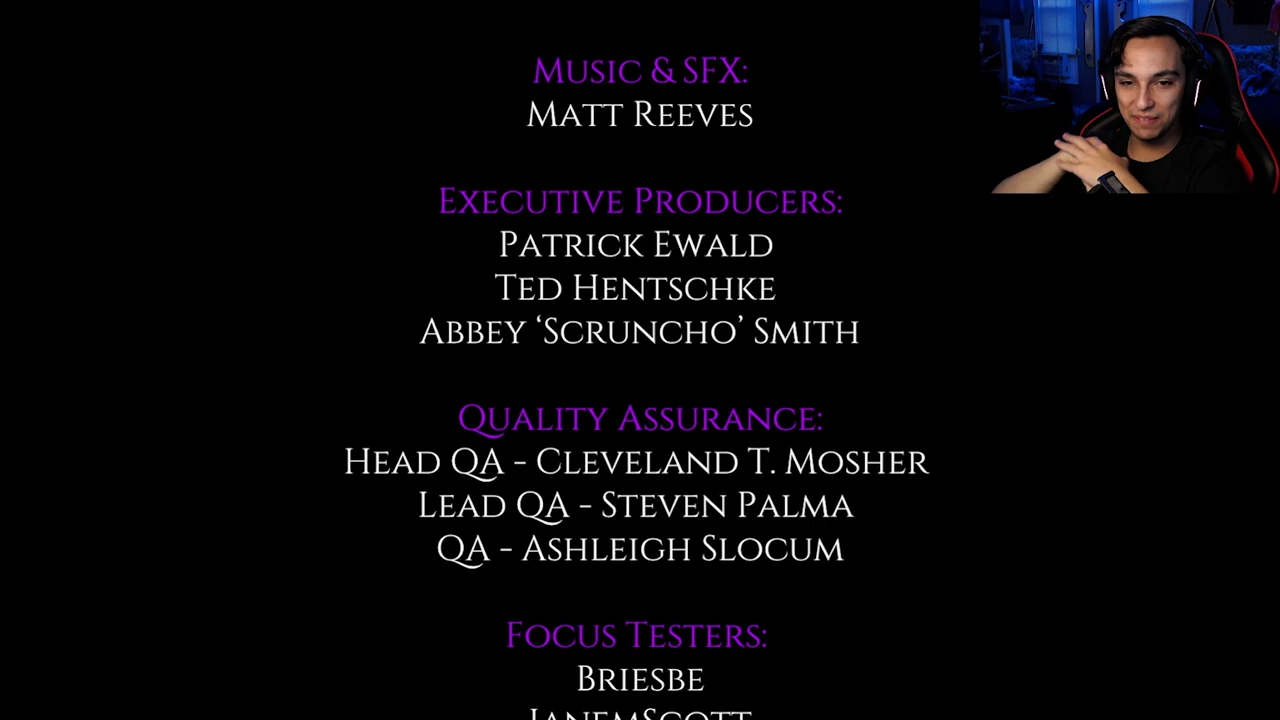 Music & SFX:
Matt Reeves
Executive Producers:
Patrick Ewald
Ted Hentschke
Abbey ‘Scruncho’ Smith
Quality Assurance:
Head QA - Cleveland T. Mosher
Lead QA - Steven Palma
QA - Ashleigh Slocum
Focus Testers:
Briesbe
JanemScott